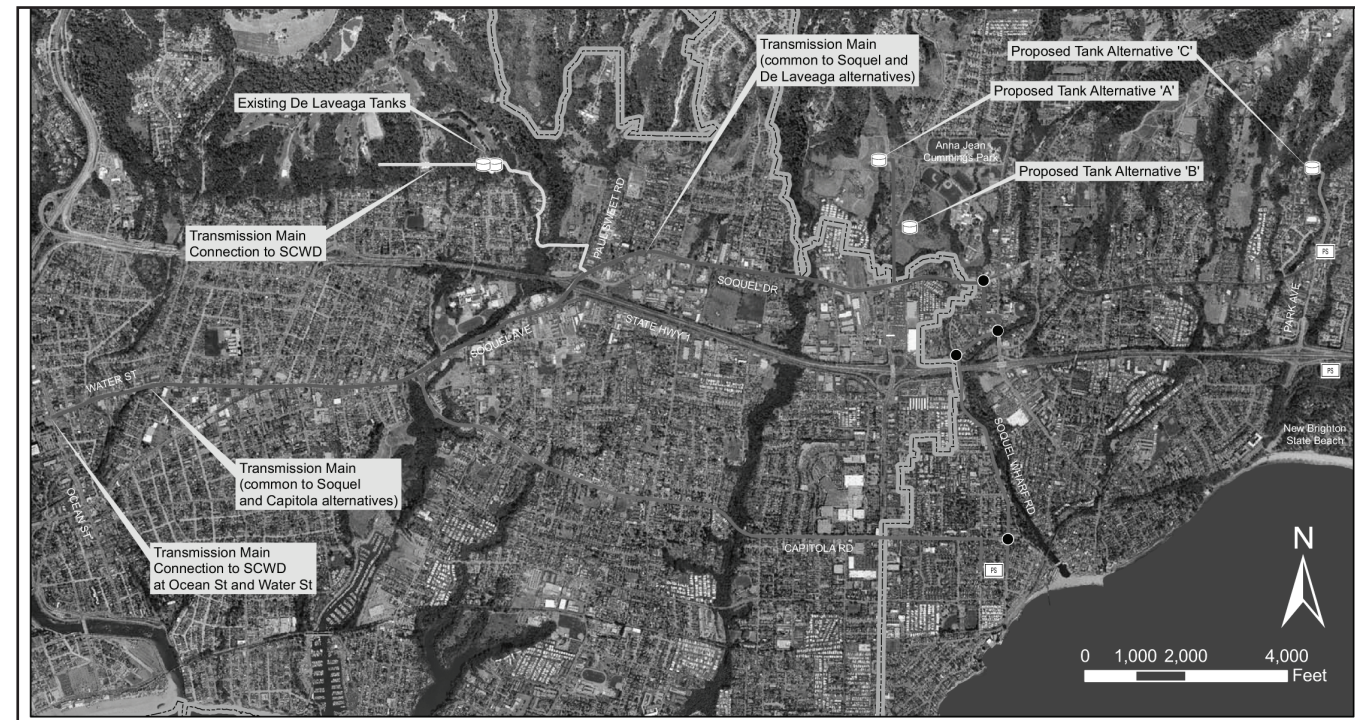 Transmission Main
(common to Soquel and
De Laveaga alternatives)
Proposed Tank Alternative 'C'
Existing De Laveaga Tanks
Proposed Tank Alternative 'A'
Anna Jean
Cummings Park
Proposed Tank Alternative 'B'
PAUL SWEET RD
Transmission Main
Connection to SCWD
PS
SOQUEL DR
PARK AVE
STATE HWY 1
SOQUEL AVE
PS
WATER ST
New Brighton
State Beach
SOQUEL WHARF RD
Transmission Main
(common to Soquel
and Capitola alternatives)
OCEAN ST
Transmission Main
Connection to SCWD
at Ocean St and Water St
CAPITOLA RD
PS
N
0 1,000 2,000 4,000
Feet